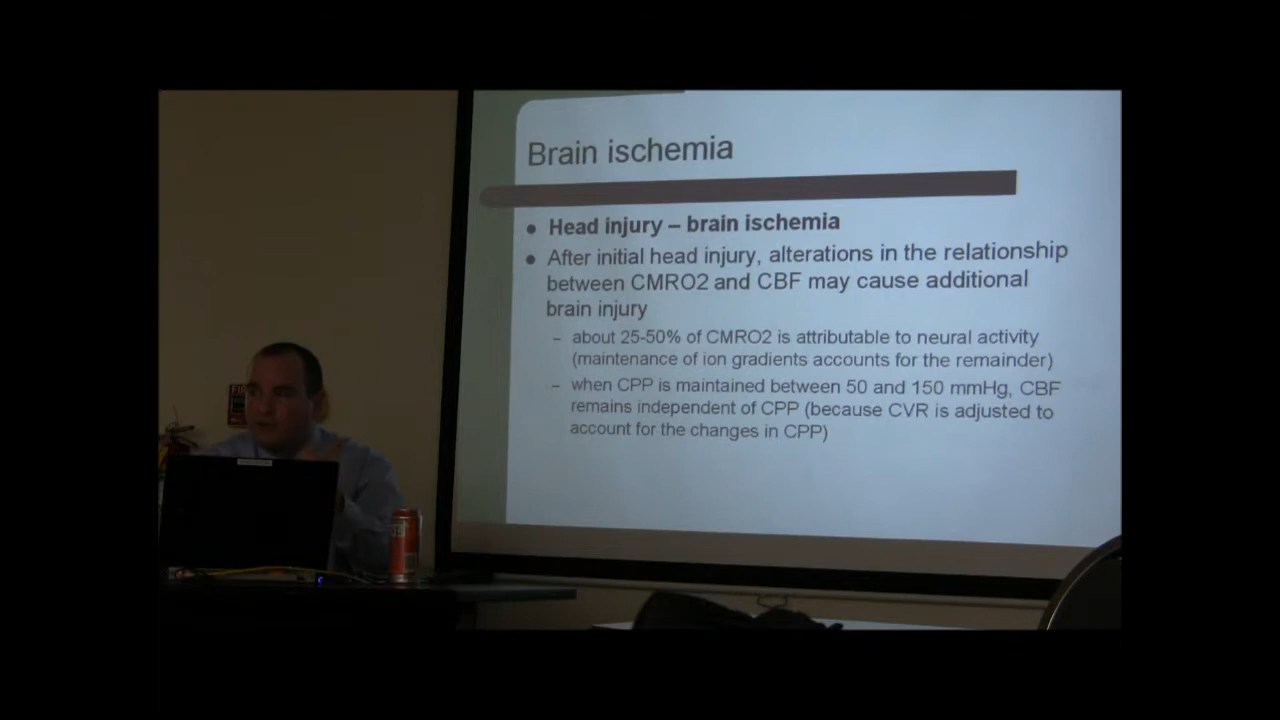 Brain ischemia
● Head injury – brain ischemia
● After initial head injury, alterations in the relationship
between CMRO2 and CBF may cause additional
brain injury
– about 25-50% of CMRO2 is attributable to neural activity
(maintenance of ion gradients accounts for the remainder)
– when CPP is maintained between 50 and 150 mmHg, CBF
remains independent of CPP (because CVR is adjusted to
account for the changes in CPP)